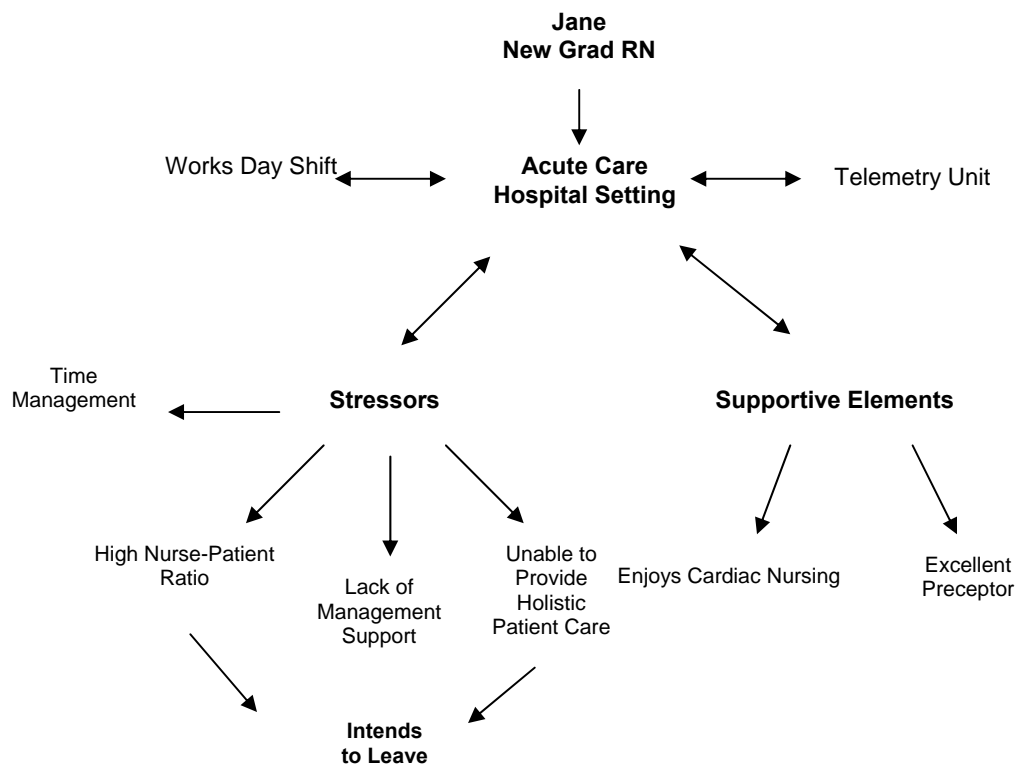 Jane
New Grad RN
Works Day Shift
Acute Care
Hospital Setting
Telemetry Unit
Time
Management
Stressors
Supportive Elements
High Nurse-Patient
Ratio
Lack of
Management
Support
Unable to
Provide
Holistic
Patient Care
Enjoys Cardiac Nursing
Excellent
Preceptor
Intends
to Leave